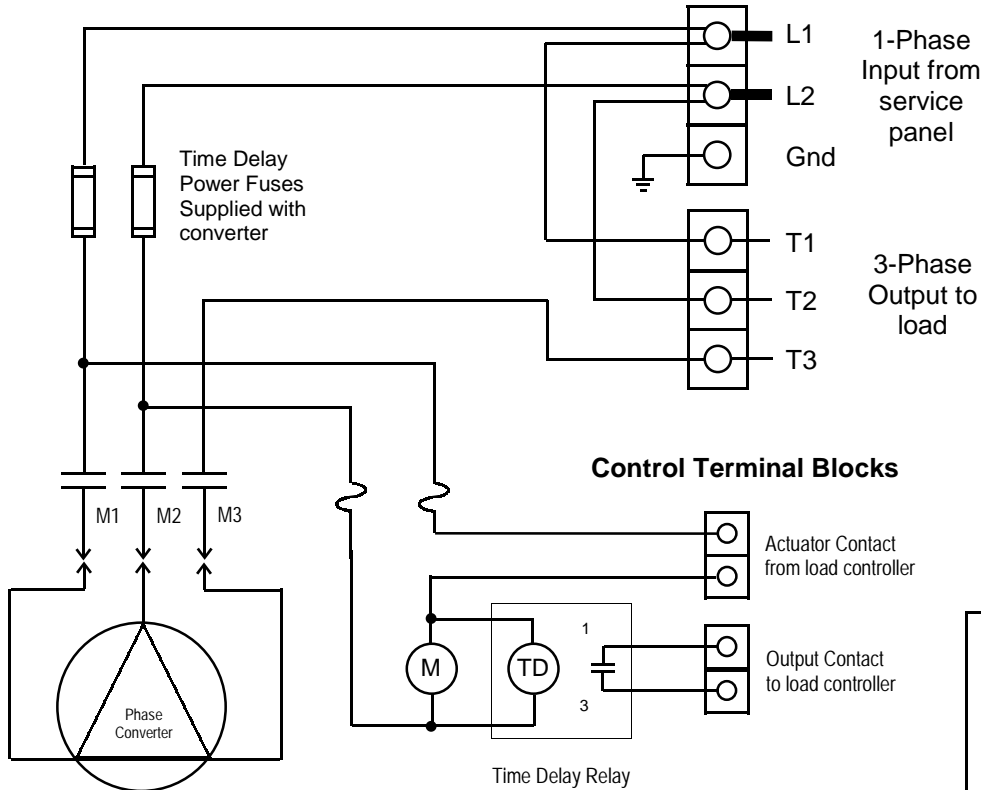 L1
1-Phase
Input from
service
panel
L2
Gnd
Time Delay
Power Fuses
Supplied with
converter
T1
3-Phase
Output to
load
T2
T3
Control Terminal Blocks
M1
M2
M3
Actuator Contact
from load controller
1
M
TD
Output Contact
to load controller
3
Phase
Converter
Time Delay Relay